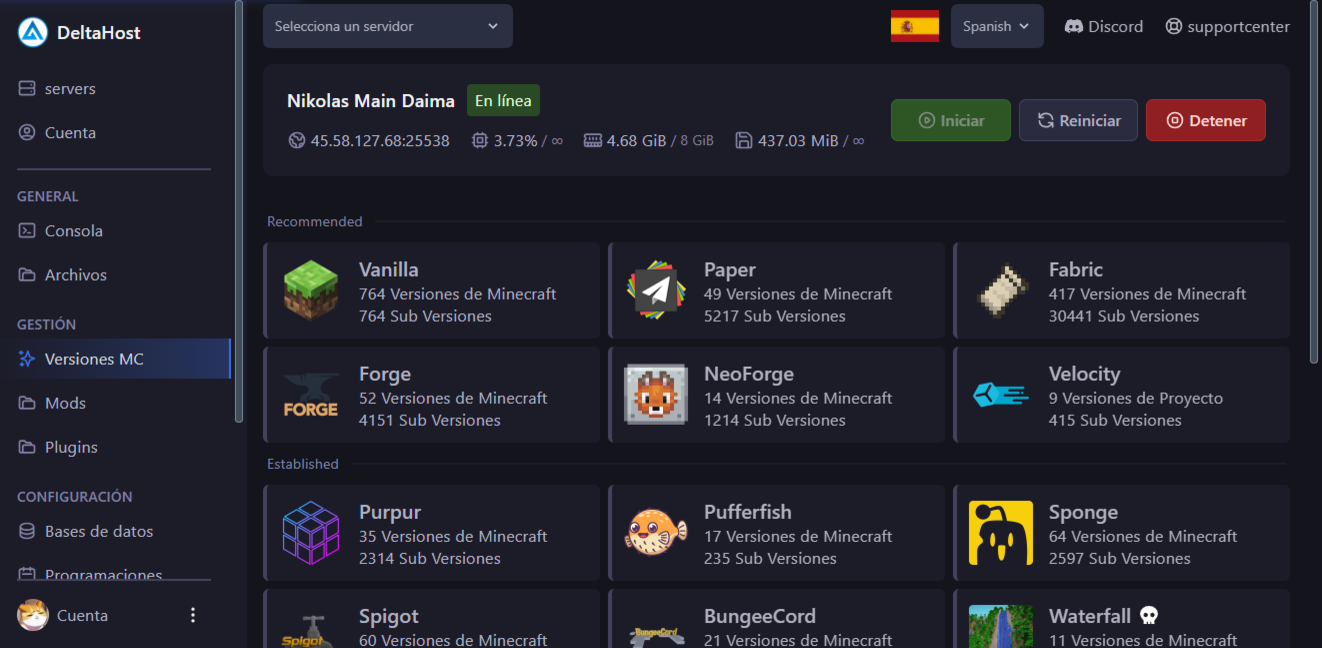 DeltaHost
servers
Cuenta
GENERAL
Consola
Archivos
GESTIÓN
Versiones MC
Mods
Plugins
CONFIGURACIÓN
Bases de datos
Programaciones
Cuenta
Selecciona un servidor
Spanish
Discord
supportcenter
Nikolas Main Daima
En línea
45.58.127.68:25538
3.73% / ∞
4.68 GiB / 8 GiB
437.03 MiB / ∞
Iniciar
Reiniciar
Detener
Recommended
Vanilla
764 Versiones de Minecraft
764 Sub Versiones
Paper
49 Versiones de Minecraft
5217 Sub Versiones
Fabric
417 Versiones de Minecraft
30441 Sub Versiones
FORGE
Forge
52 Versiones de Minecraft
4151 Sub Versiones
NeoForge
14 Versiones de Minecraft
1214 Sub Versiones
Velocity
9 Versiones de Proyecto
415 Sub Versiones
Established
Purpur
35 Versiones de Minecraft
2314 Sub Versiones
Pufferfish
17 Versiones de Minecraft
235 Sub Versiones
Sponge
64 Versiones de Minecraft
2597 Sub Versiones
Spigot
Spigot
60 Versiones de Minecraft
BungeeCord
BungeeCord
21 Versiones de Minecraft
Waterfall
11 Versiones de Minecraft